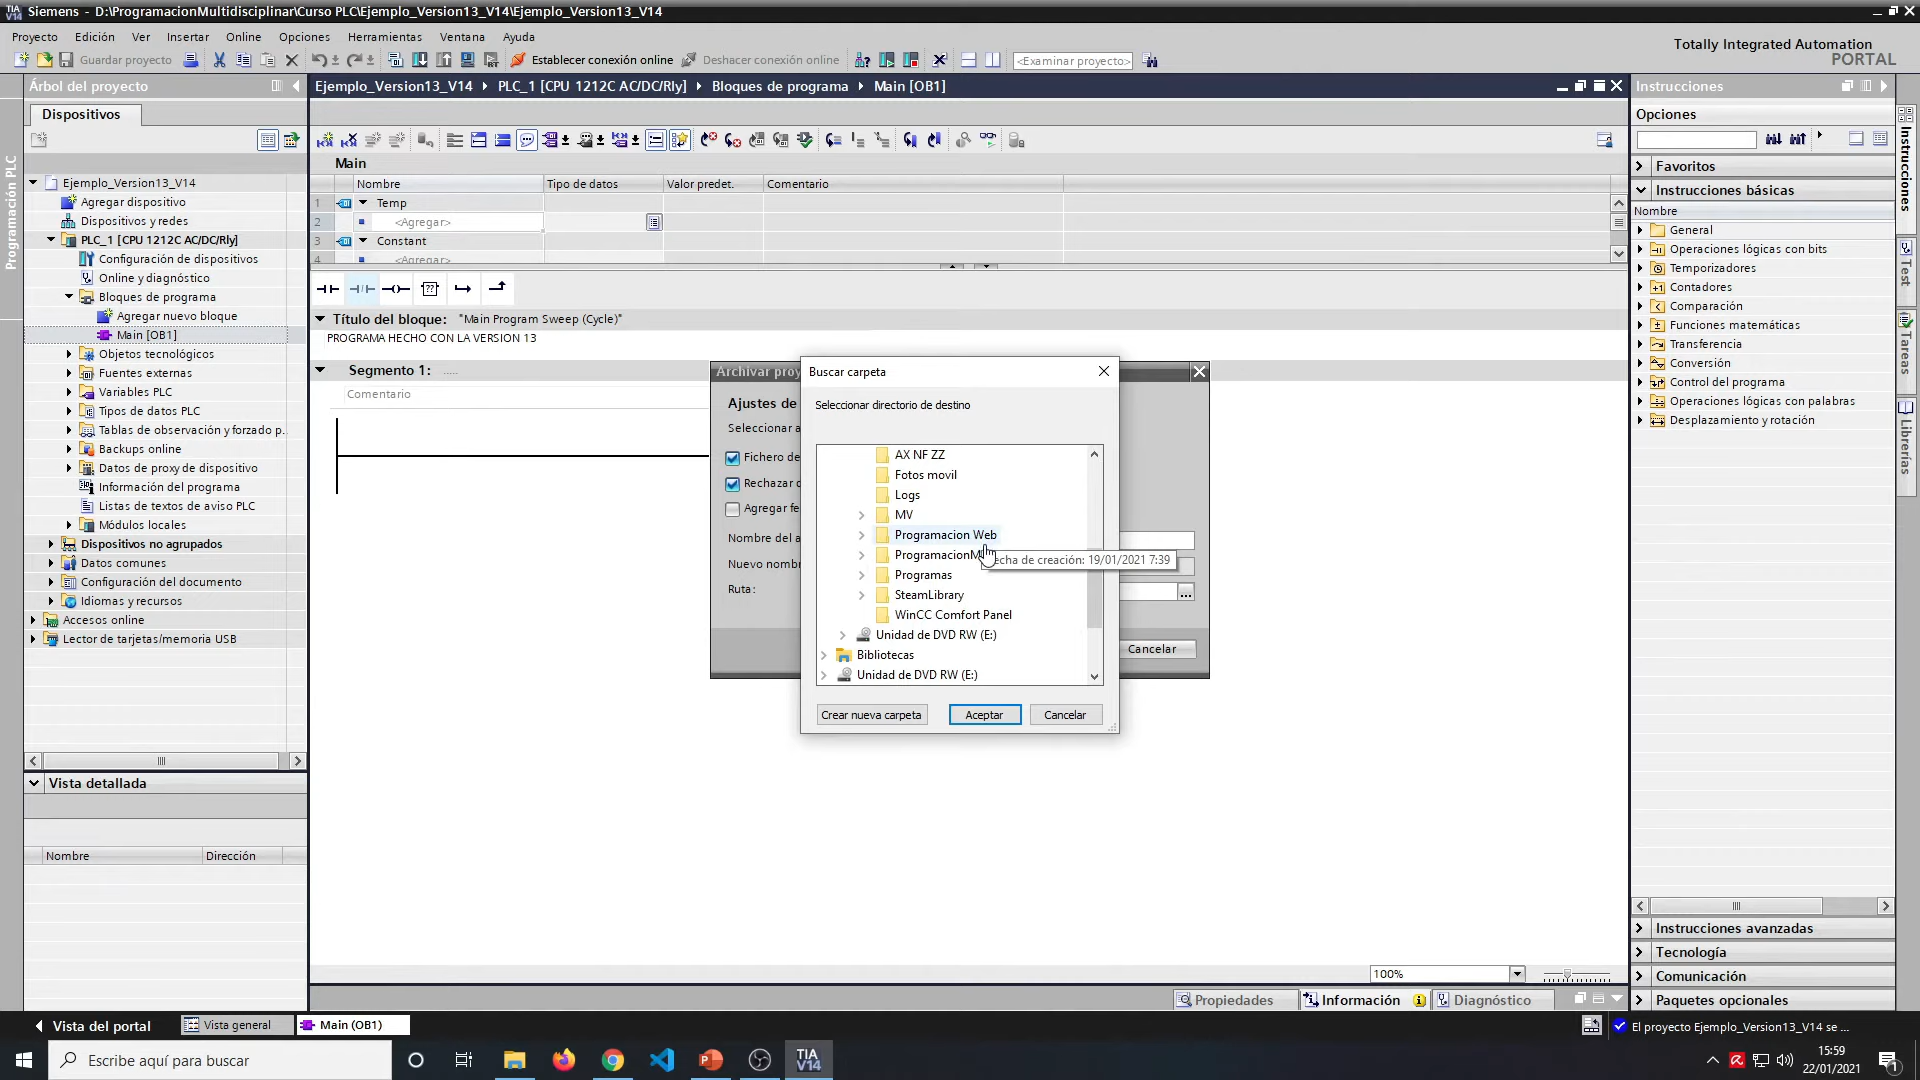 Siemens - D:\ProgramacionMultidisciplinar\Curso PLC\Ejemplo_Version13_V14\Ejemplo_Version13_V14
Proyecto Edición Ver Insertar Online Opciones Herramientas Ventana Ayuda
Guardar proyecto Establecer conexión online Deshacer conexión online <Examinar proyecto>
Totally Integrated Automation
PORTAL
Árbol del proyecto
Dispositivos
Programación PLC
Ejemplo_Version13_V14
Agregar dispositivo
Dispositivos y redes
PLC_1 [CPU 1212C AC/DC/Rly]
Configuración de dispositivos
Online y diagnóstico
Bloques de programa
Agregar nuevo bloque
Main [OB1]
Objetos tecnológicos
Fuentes externas
Variables PLC
Tipos de datos PLC
Tablas de observación y forzado p.
Backups online
Datos de proxy de dispositivo
Información del programa
Listas de textos de aviso PLC
Módulos locales
Dispositivos no agrupados
Datos comunes
Configuración del documento
Idiomas y recursos
Accesos online
Lector de tarjetas/memoria USB
Vista detallada
Nombre Dirección
Ejemplo_Version13_V14 PLC_1 [CPU 1212C AC/DC/Rly] Bloques de programa Main [OB1]
Main
Nombre Tipo de datos Valor predet. Comentario
1 Temp
2 <Agregar>
3 Constant
4 <Agregar>
Título del bloque: "Main Program Sweep (Cycle)"
PROGRAMA HECHO CON LA VERSION 13
Segmento 1: .....
Comentario
Archivar proy
Ajustes de
Seleccionar a
Fichero de
Rechazar
Agregar fe
Nombre del a
Nuevo nomb
Ruta:
...
Cancelar
Buscar carpeta
Seleccionar directorio de destino
AX NF ZZ
Fotos movil
Logs
MV
Programacion Web
ProgramacionM
echa de creación: 19/01/2021 7:39
Programas
SteamLibrary
WinCC Comfort Panel
Unidad de DVD RW (E:)
Bibliotecas
Unidad de DVD RW (E:)
Crear nueva carpeta Aceptar Cancelar
100%
Propiedades Información Diagnóstico
Instrucciones
Opciones
Favoritos
Instrucciones básicas
Nombre
General
Operaciones lógicas con bits
Temporizadores
Contadores
Comparación
Funciones matemáticas
Transferencia
Conversión
Control del programa
Operaciones lógicas con palabras
Desplazamiento y rotación
Instrucciones avanzadas
Tecnología
Comunicación
Paquetes opcionales
Instrucciones
Test
Tareas
Librerías
Vista del portal Vista general Main (OB1)
El proyecto Ejemplo_Version13_V14 se ...
Escribe aquí para buscar
TIA
V14
15:59
22/01/2021
1